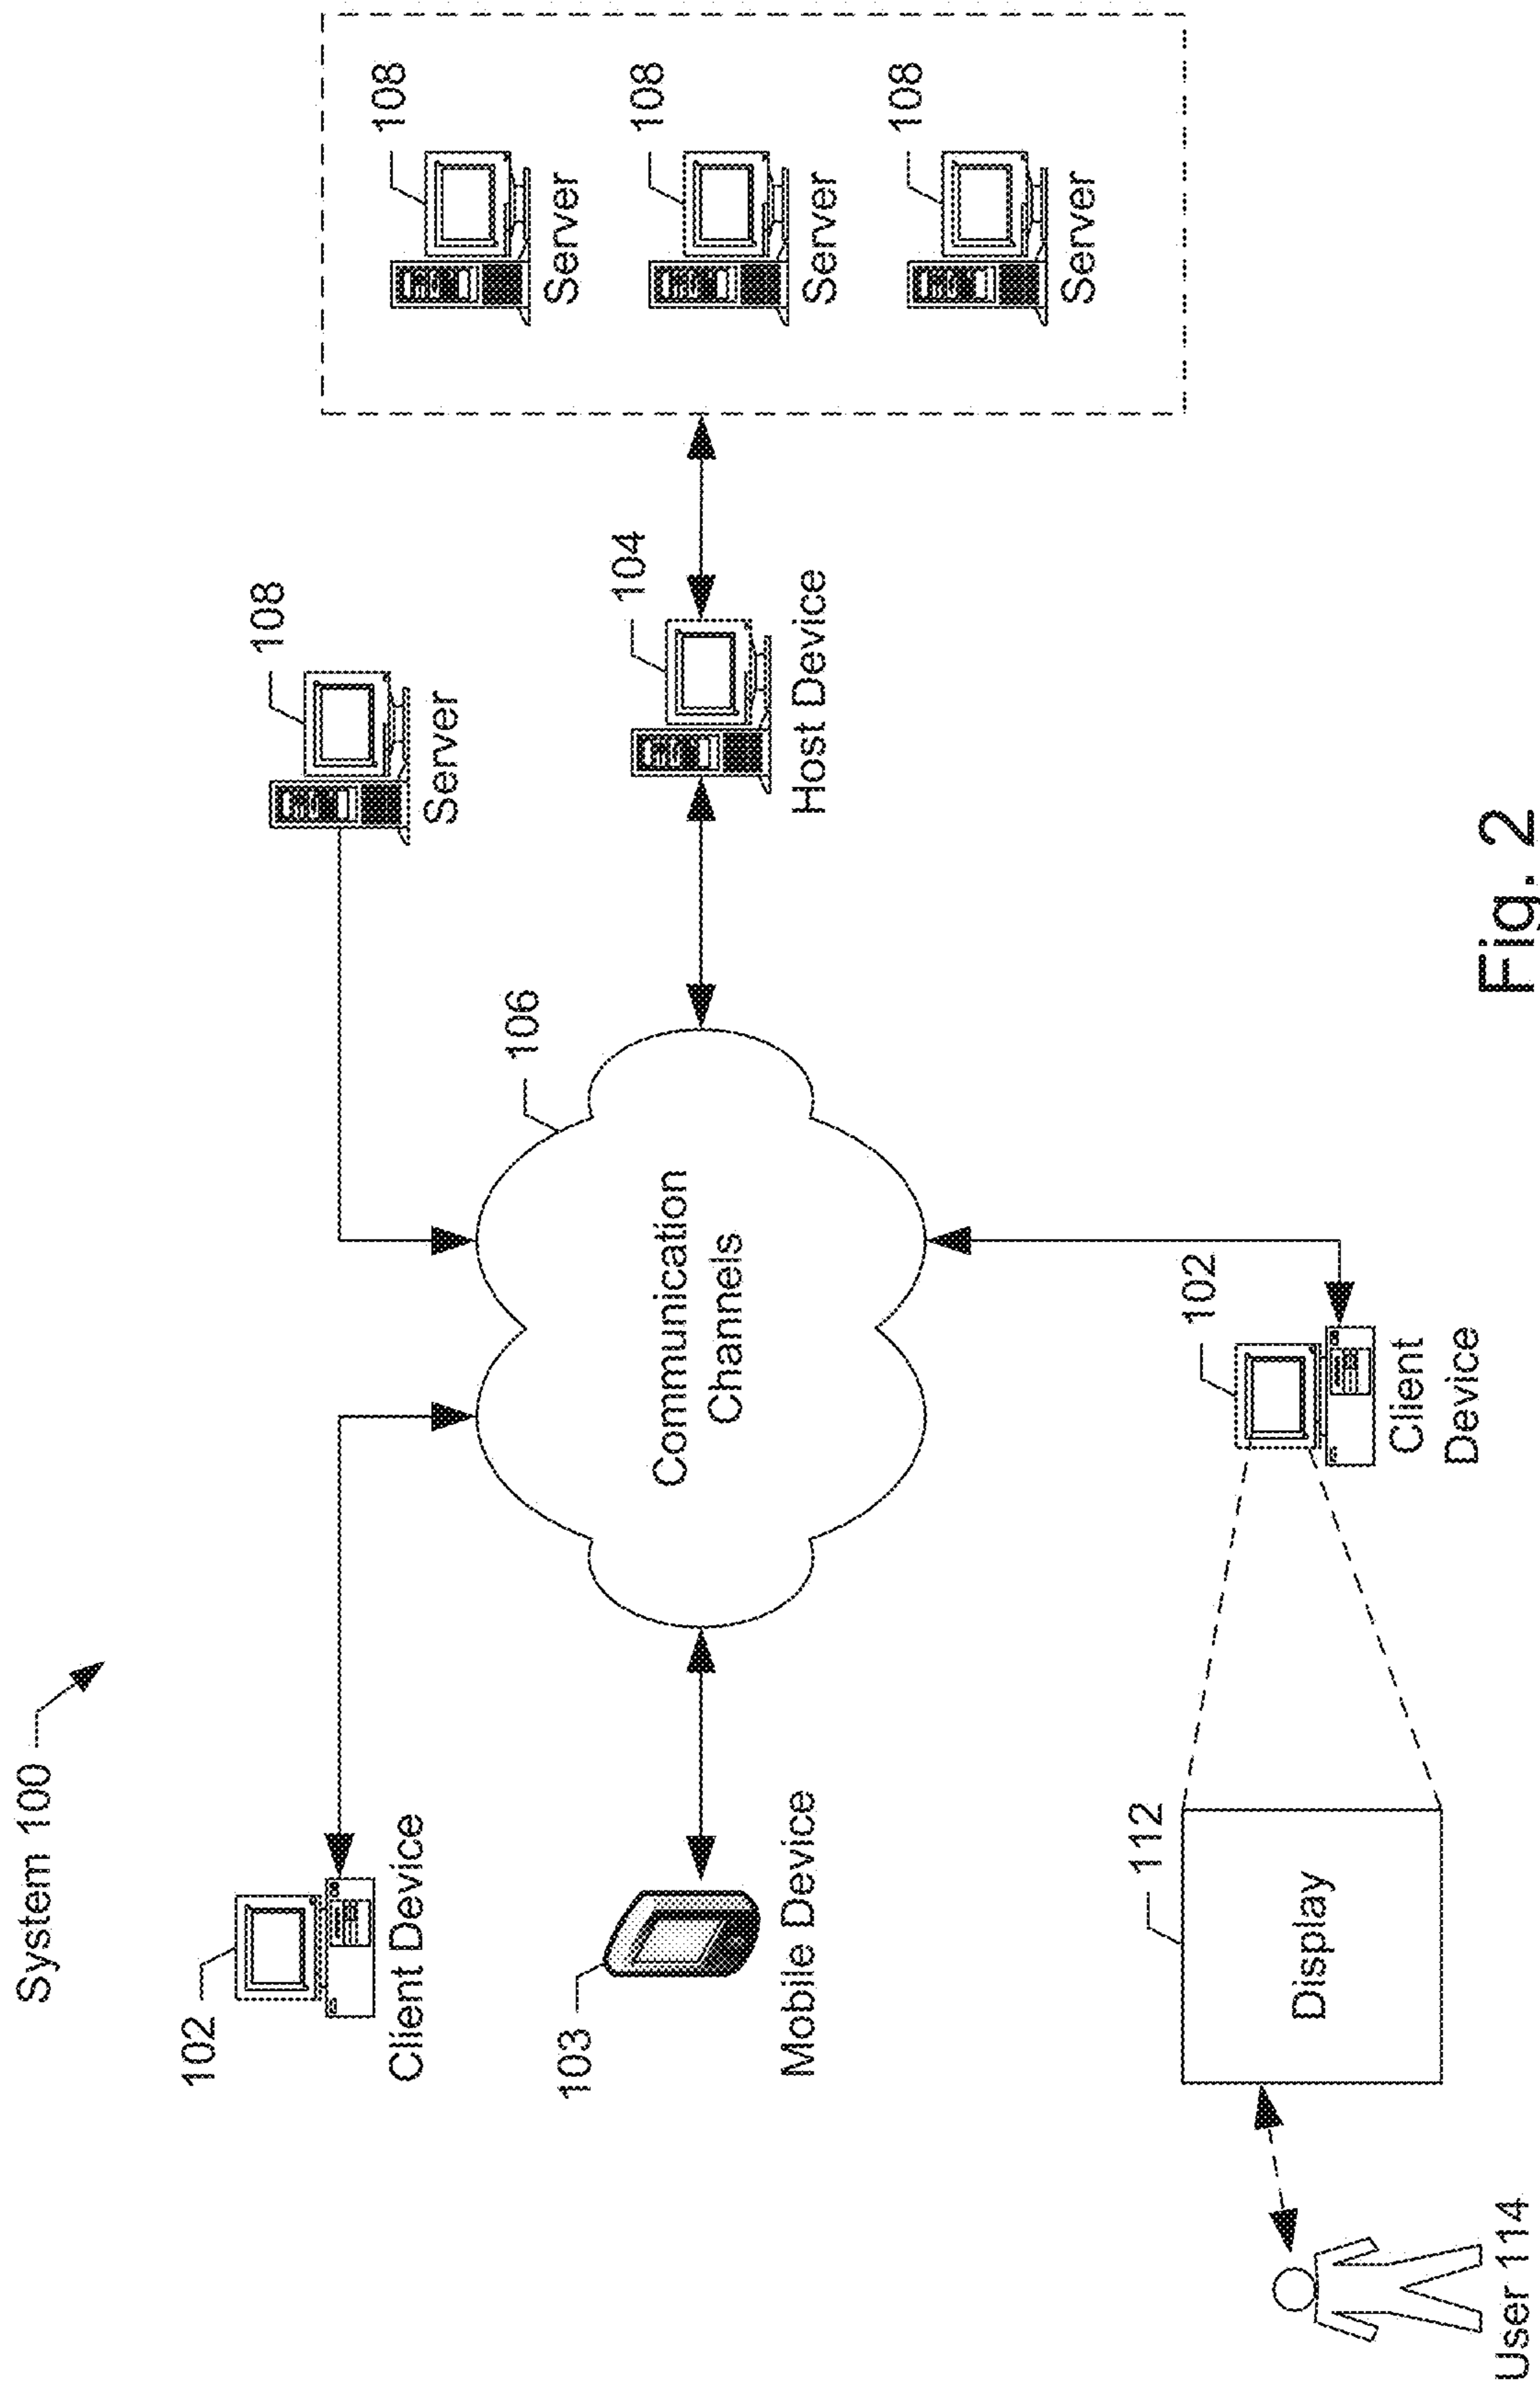 System 100
102
Client Device
108
Server
103
Mobile Device
106
Communication
Channels
104
Host Device
108
Server
108
Server
108
Server
112
Display
102
Client
Device
User 114
Fig. 2